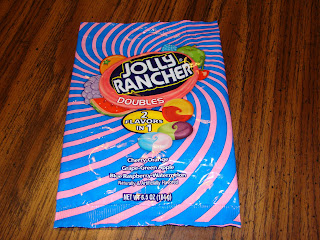 JOLLY
RANCHER
DOUBLES
2
FLAVORS
IN 1
Cherry-Orange
Grape-Green Apple
Blue Raspberry-Watermelon
Naturally & Artificially Flavored
NET WT 6.5 OZ (184g)